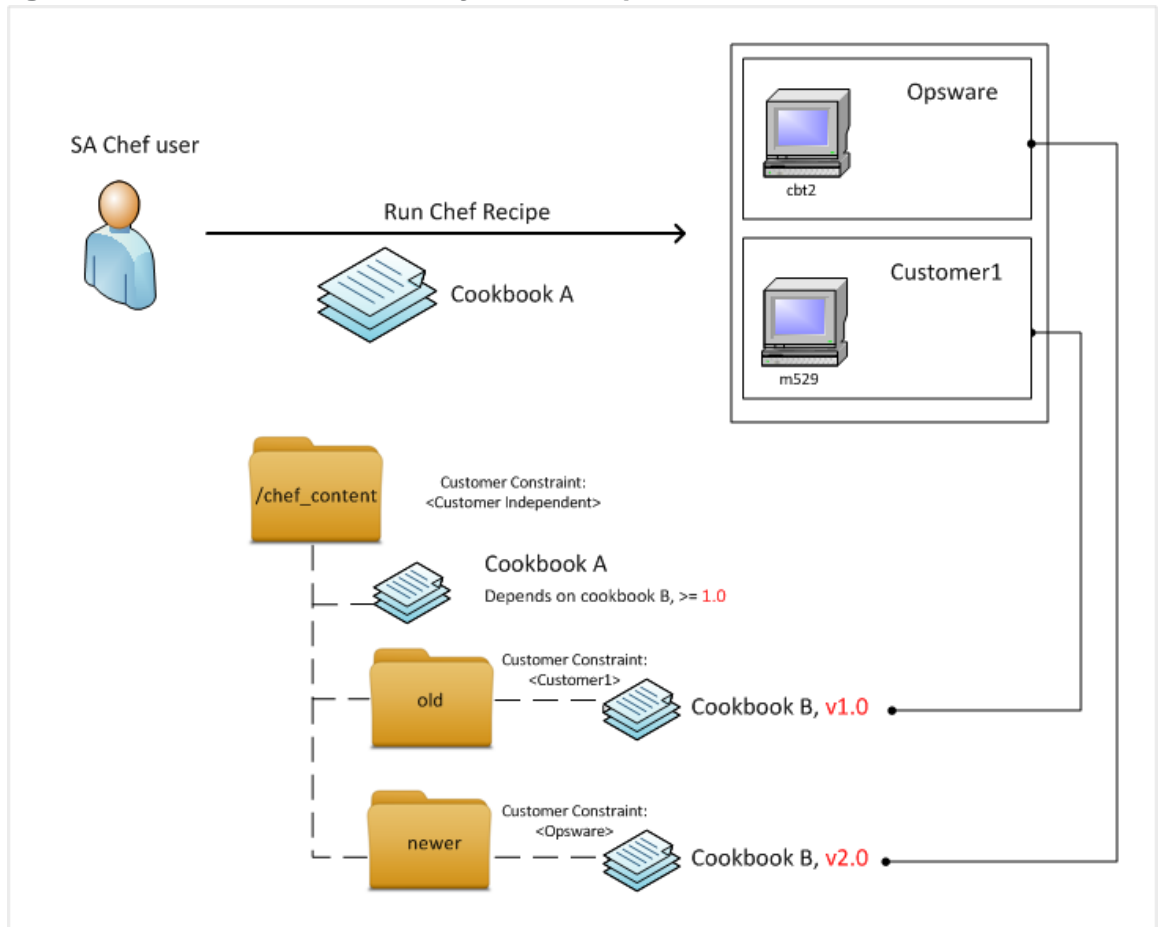 SA Chef user
Run Chef Recipe
Cookbook A
Opsware
cbt2
Customer1
m529
/chef_content
Customer Constraint:
<Customer Independent>
Cookbook A
Depends on cookbook B, >= 1.0
old
Customer Constraint:
<Customer1>
Cookbook B, v1.0
newer
Customer Constraint:
<Opsware>
Cookbook B, v2.0